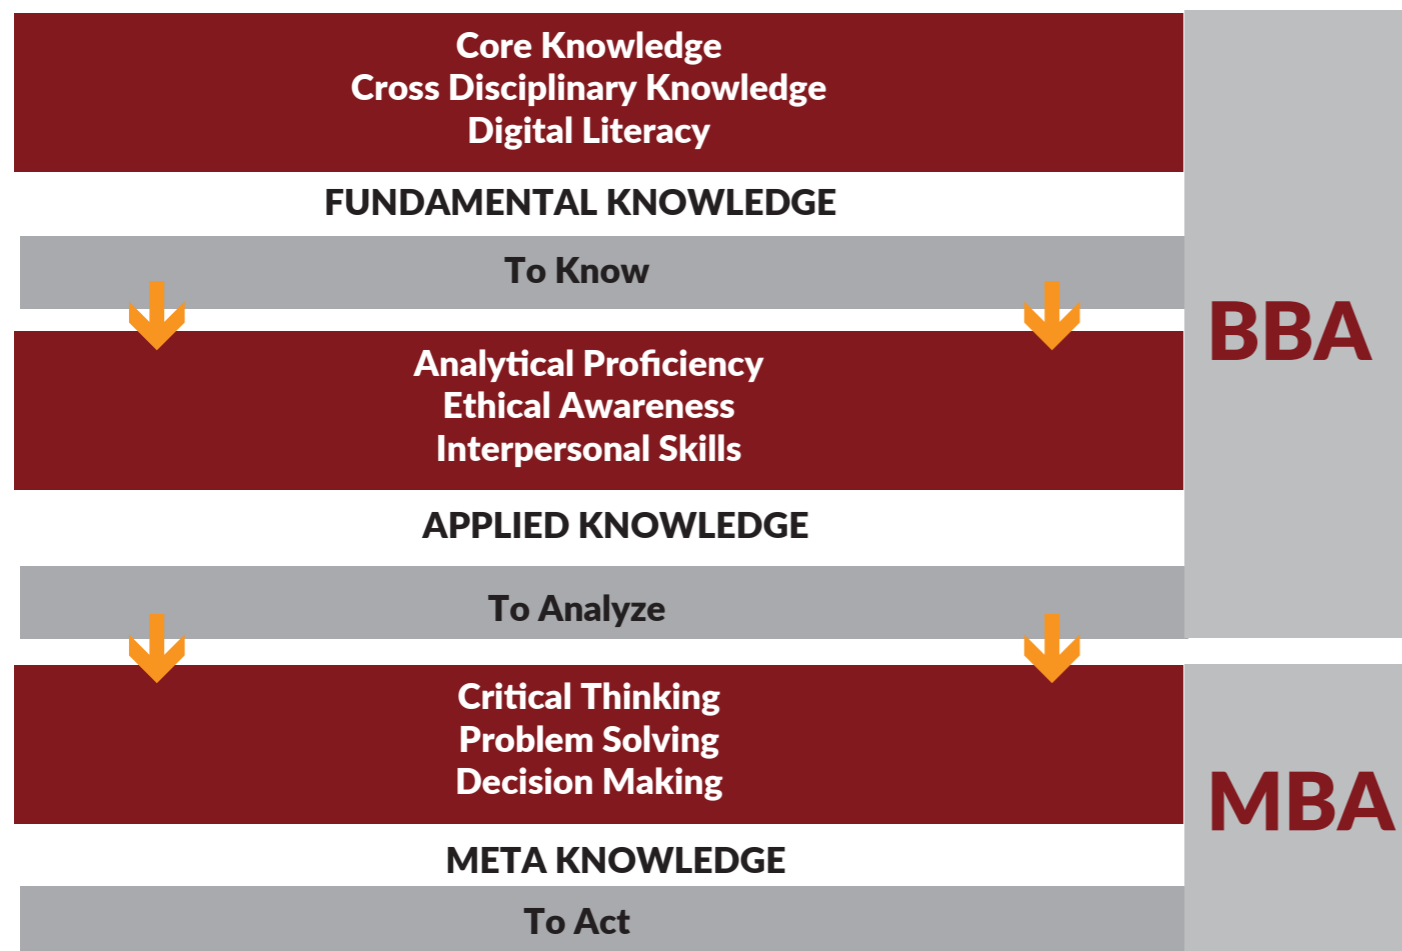 Core Knowledge
Cross Disciplinary Knowledge
Digital Literacy
FUNDAMENTAL KNOWLEDGE
To Know
Analytical Proficiency
Ethical Awareness
Interpersonal Skills
APPLIED KNOWLEDGE
To Analyze
BBA
Critical Thinking
Problem Solving
Decision Making
META KNOWLEDGE
To Act
MBA